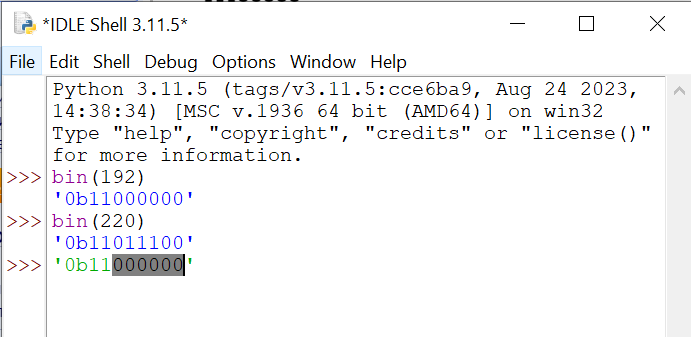 *IDLE Shell 3.11.5*
File Edit Shell Debug Options Window Help
Python 3.11.5 (tags/v3.11.5:cce6ba9, Aug 24 2023,
14:38:34) [MSC v.1936 64 bit (AMD64)] on win32
Type "help", "copyright", "credits" or "license()"
for more information.
>>> bin(192)
'0b11000000'
>>> bin(220)
'0b11011100'
>>> '0b11000000'